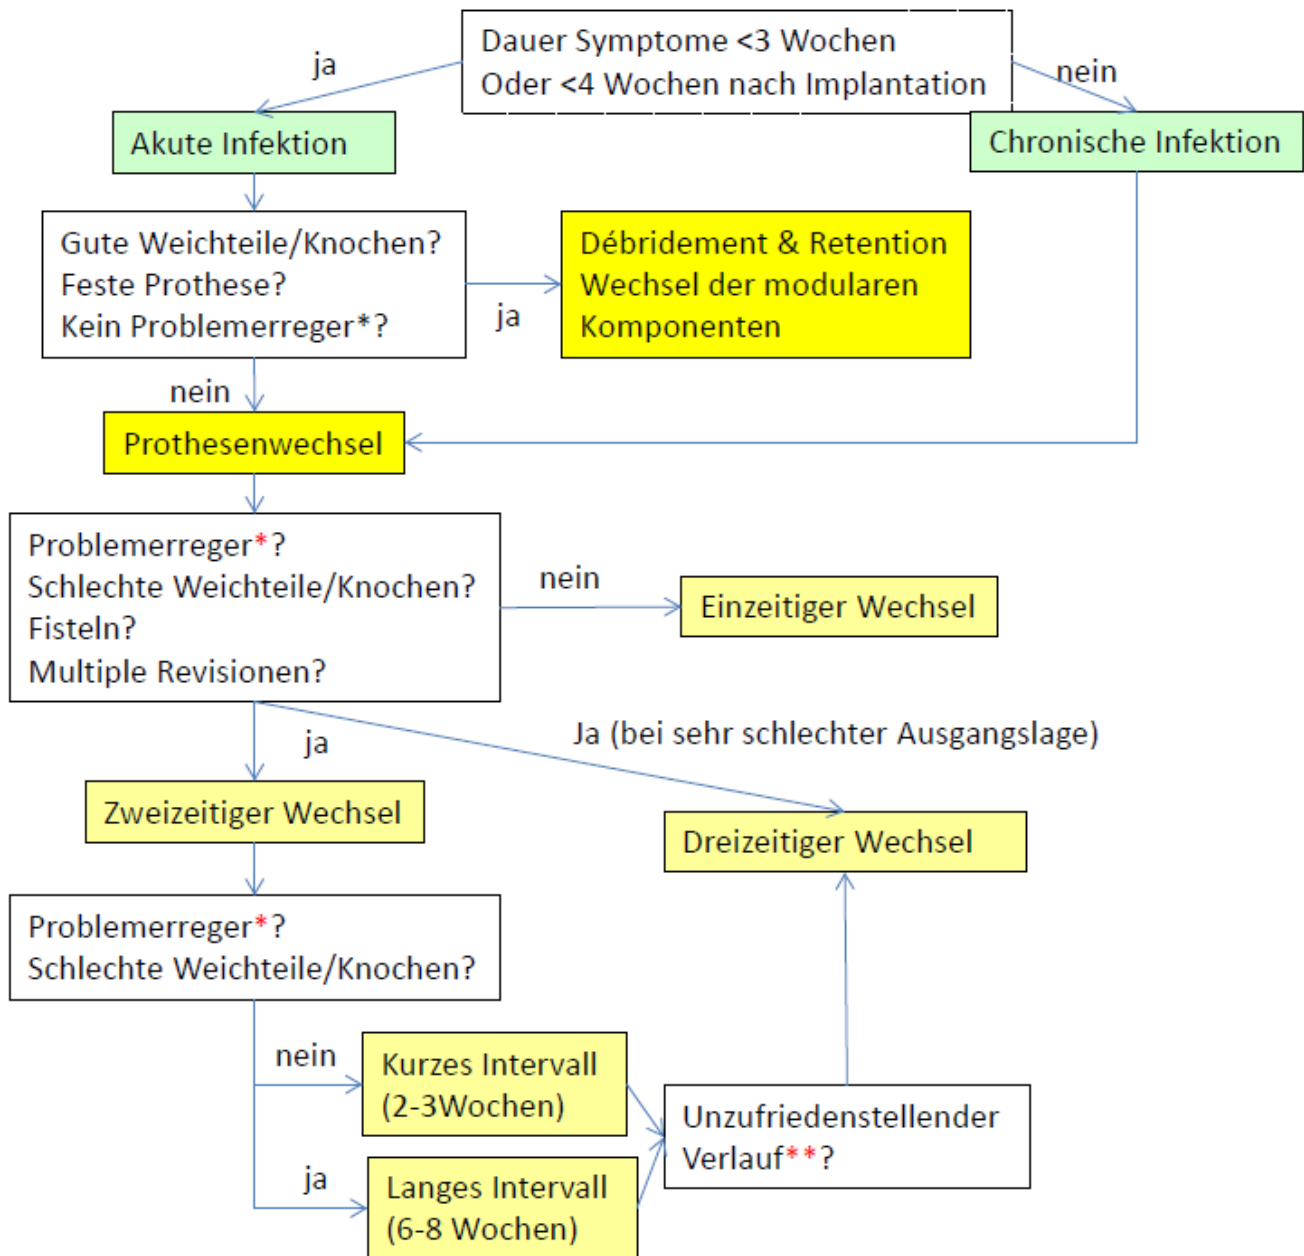 Dauer Symptome <3 Wochen
Oder <4 Wochen nach Implantation
ja
nein
Akute Infektion
Chronische Infektion
Gute Weichteile/Knochen?
Feste Prothese?
Kein Problemerreger*?
ja
Débridement & Retention
Wechsel der modularen
Komponenten
nein
Prothesenwechsel
Problemerreger*?
Schlechte Weichteile/Knochen?
Fisteln?
Multiple Revisionen?
nein
Einzeitiger Wechsel
ja
Ja (bei sehr schlechter Ausgangslage)
Zweizeitiger Wechsel
Dreizeitiger Wechsel
Problemerreger*?
Schlechte Weichteile/Knochen?
nein
Kurzes Intervall
(2-3Wochen)
Unzufriedenstellender
Verlauf**?
ja
Langes Intervall
(6-8 Wochen)